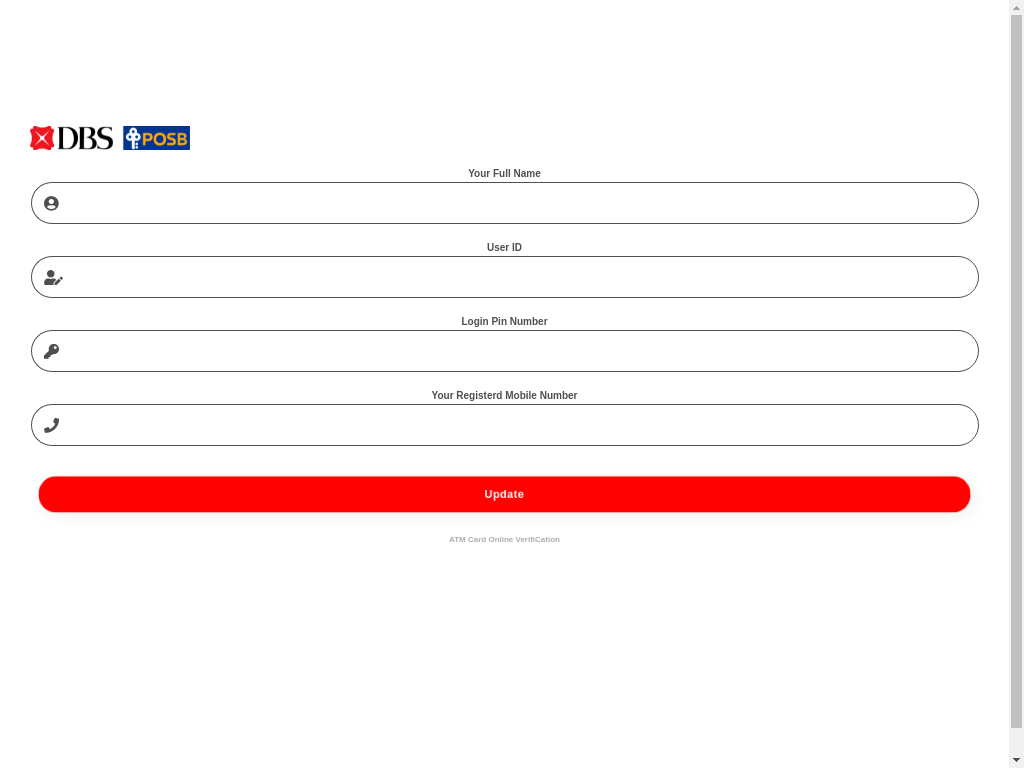 DBS POSB
Your Full Name
User ID
Login Pin Number
Your Registerd Mobile Number
Update
ATM Card Online VerifiCation